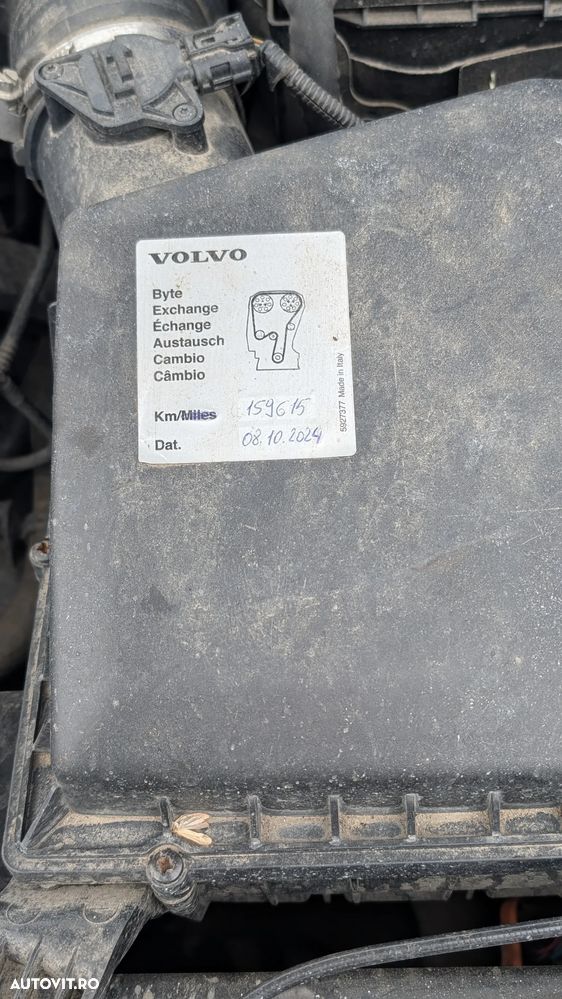 VOLVO
Byte
Exchange
Échange
Austausch
Cambio
Câmbio
Km/Miles 159615
Dat. 08.10.2024
5927377 Made in Italy
AUTOVIT.RO